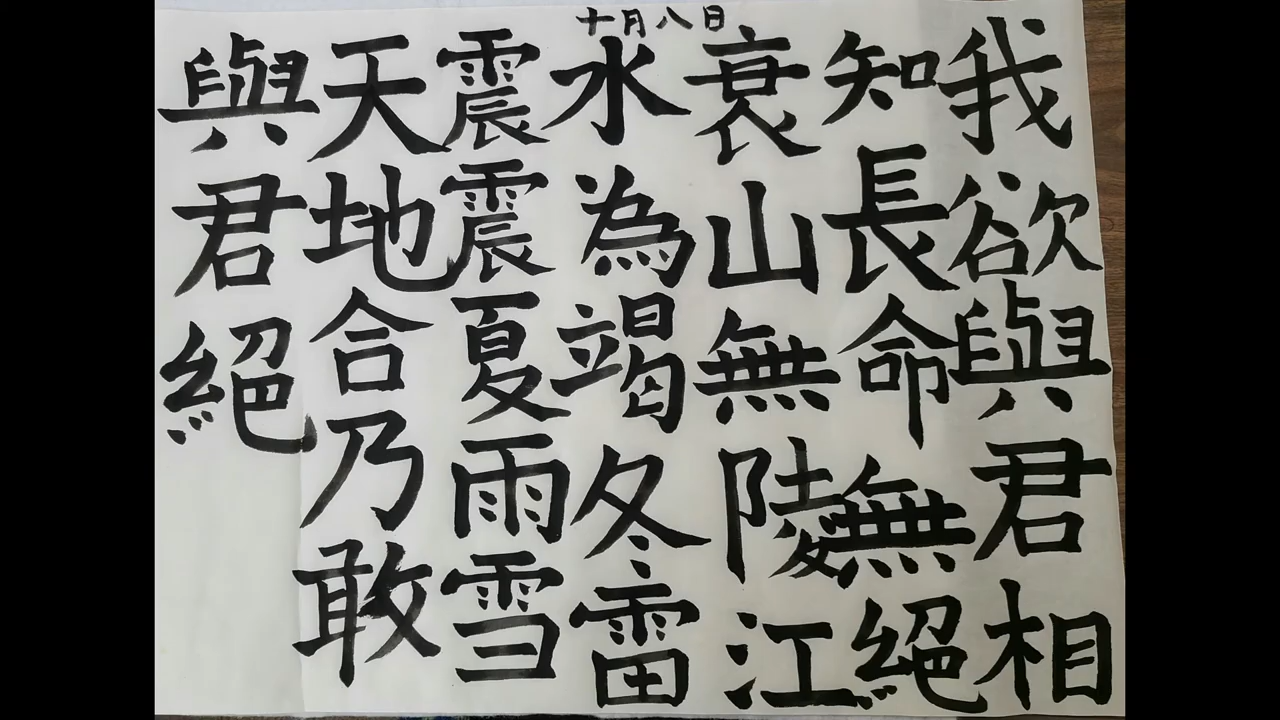 十月八日
我欲與君相
知長命無絕
衰山無陵江
水為竭冬雷
震震夏雨雪
天地合乃敢
與君絕